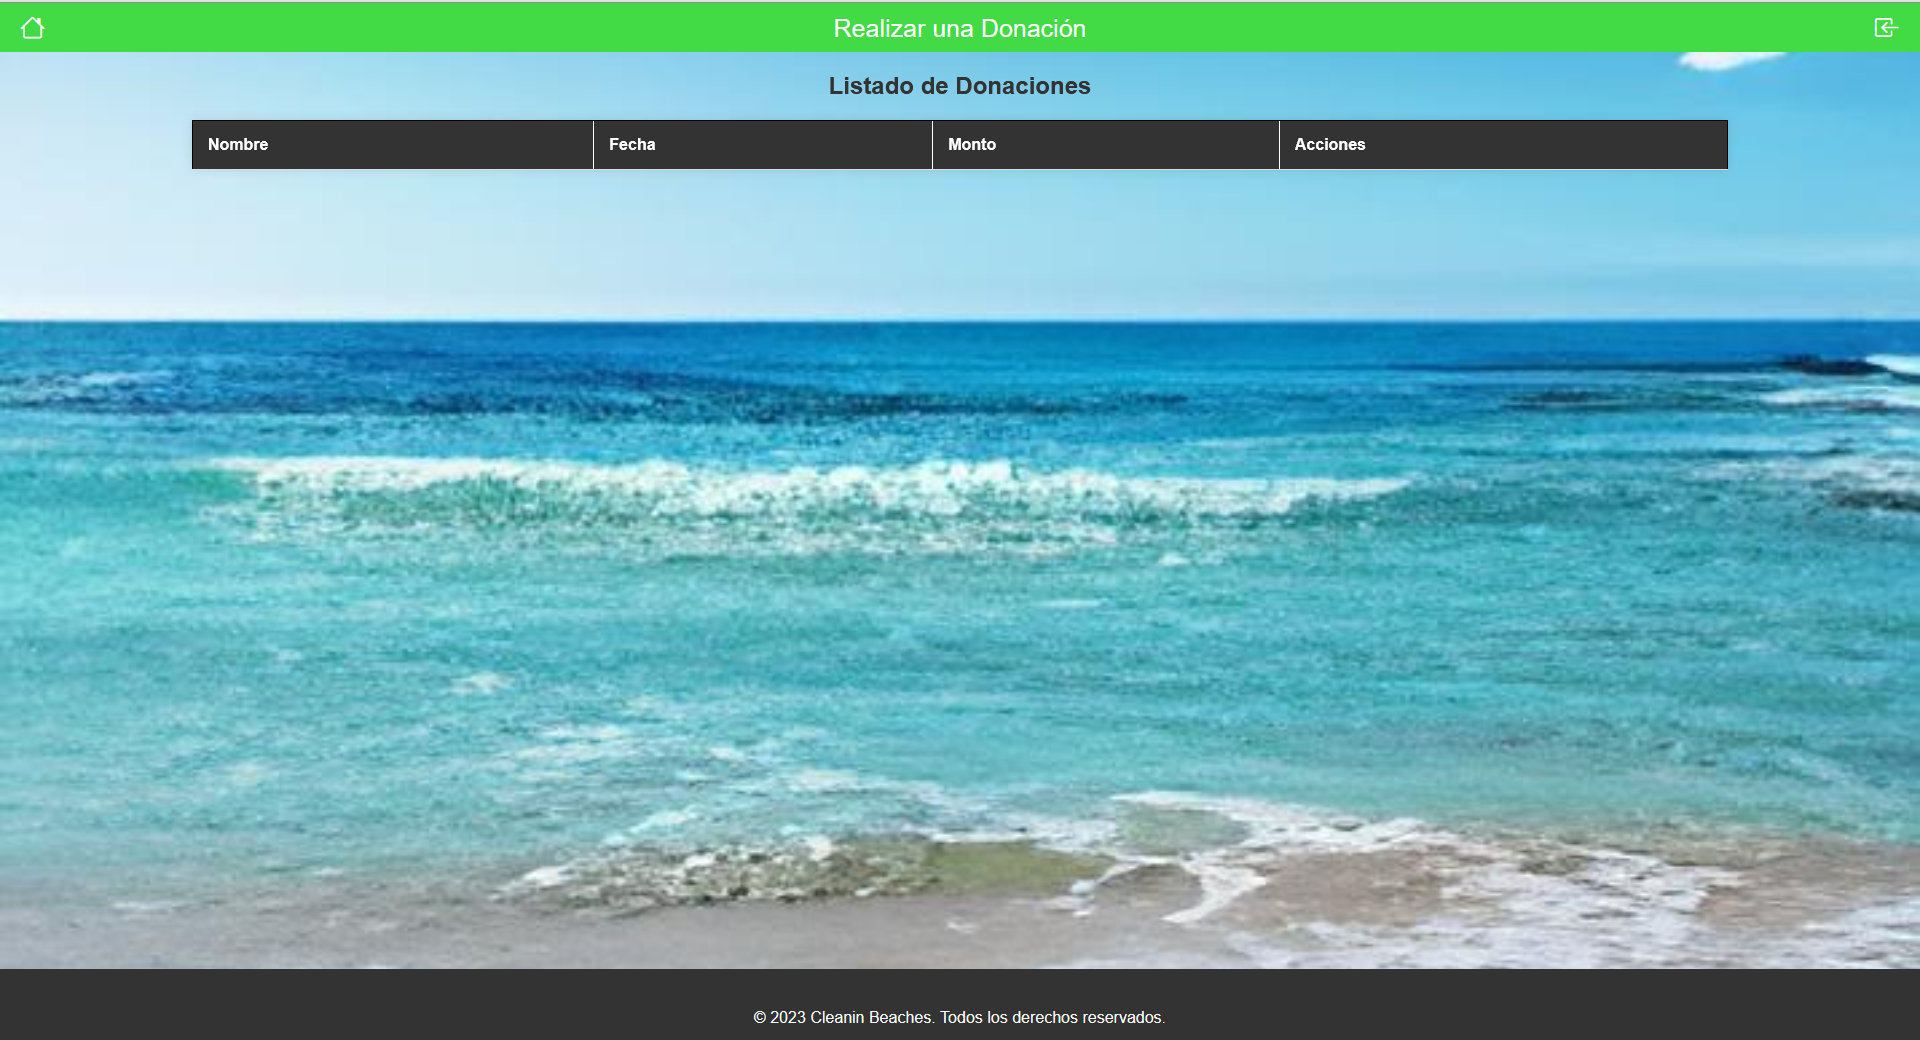 Realizar una Donación
Listado de Donaciones
Nombre Fecha Monto Acciones
© 2023 Cleanin Beaches. Todos los derechos reservados.